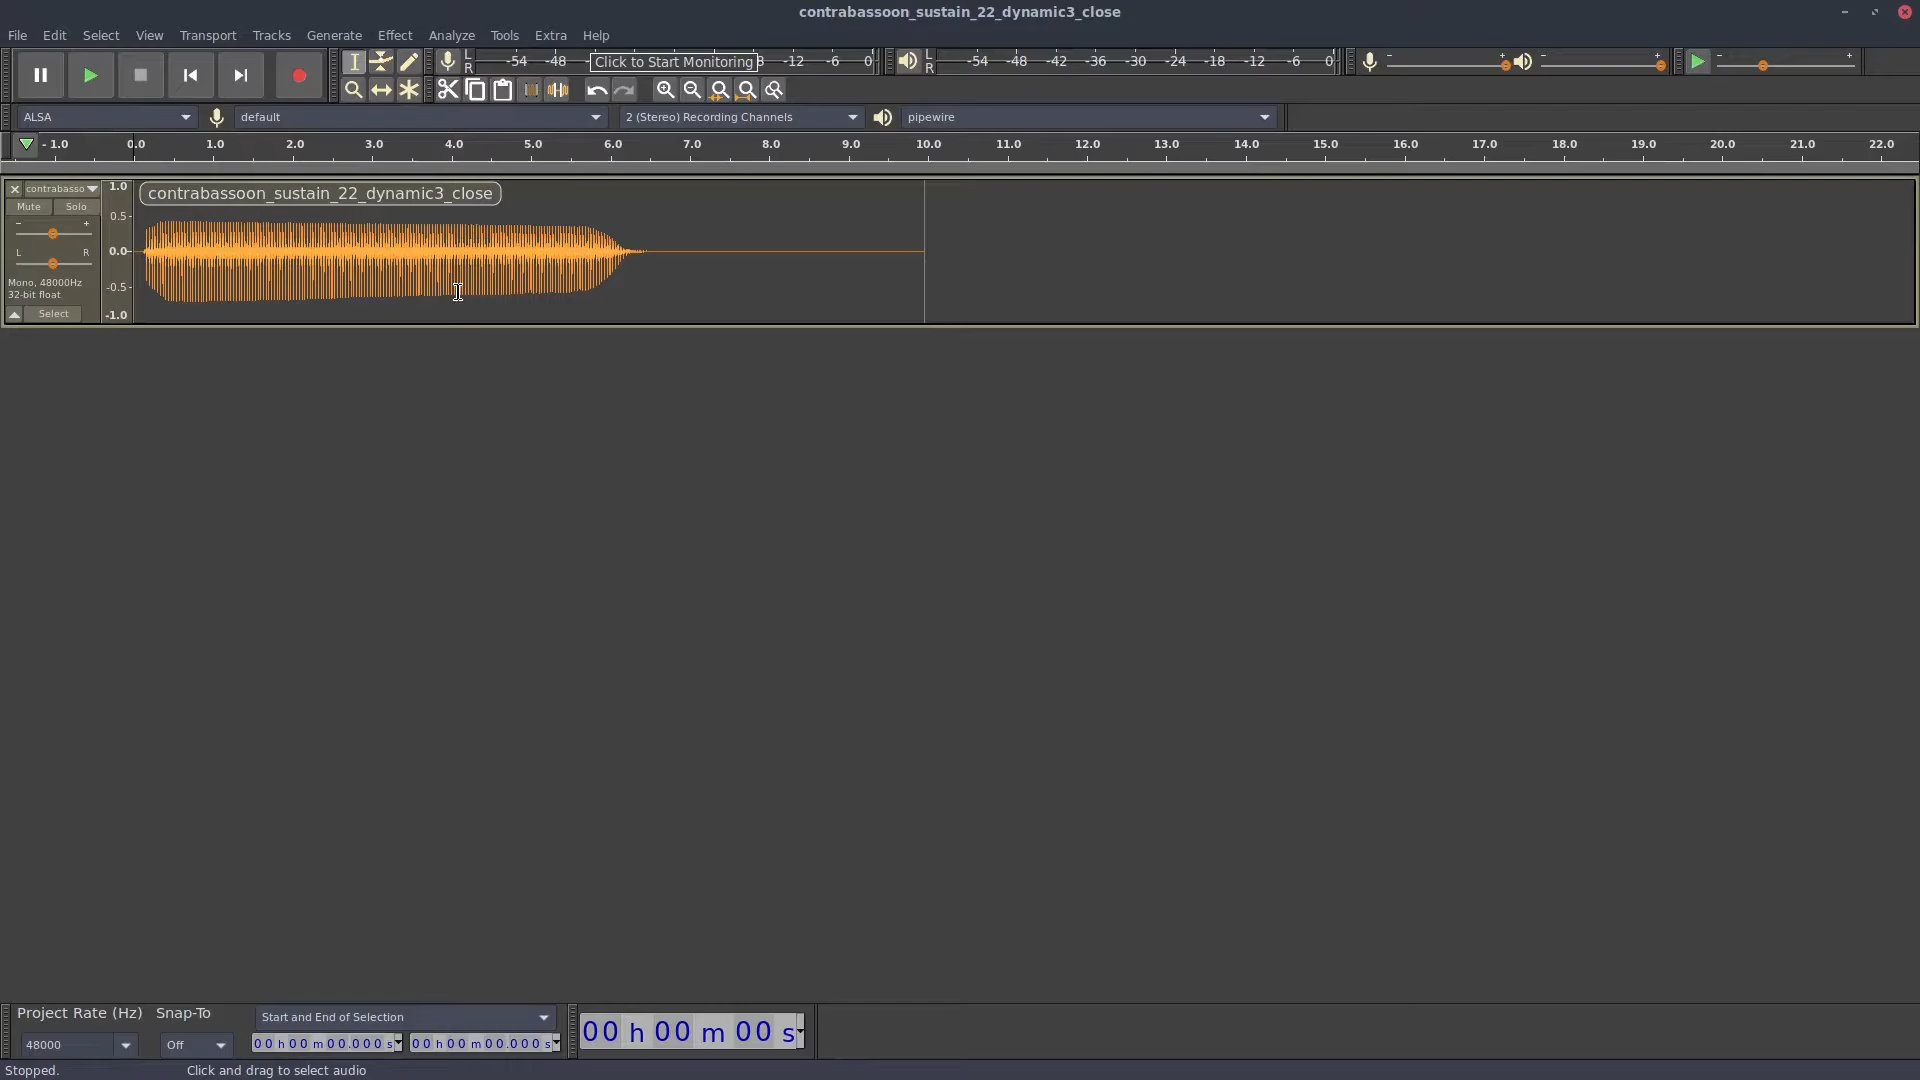 contrabassoon_sustain_22_dynamic3_close
File Edit Select View Transport Tracks Generate Effect Analyze Tools Extra Help
L R -54 -48 Click to Start Monitoring -12 -6 0 L R -54 -48 -42 -36 -30 -24 -18 -12 -6 0 - + - + - +
ALSA default 2 (Stereo) Recording Channels pipewire
- 1.0 0.0 1.0 2.0 3.0 4.0 5.0 6.0 7.0 8.0 9.0 10.0 11.0 12.0 13.0 14.0 15.0 16.0 17.0 18.0 19.0 20.0 21.0 22.0
contrabasso 1.0 contrabassoon_sustain_22_dynamic3_close
Mute Solo 0.5
- +
L R 0.0
Mono, 48000Hz -0.5
32-bit float
Select -1.0
Project Rate (Hz) Snap-To Start and End of Selection
48000 Off 00 h 00 m 00.000 s 00 h 00 m 00.000 s 00 h 00 m 00 s
Stopped. Click and drag to select audio